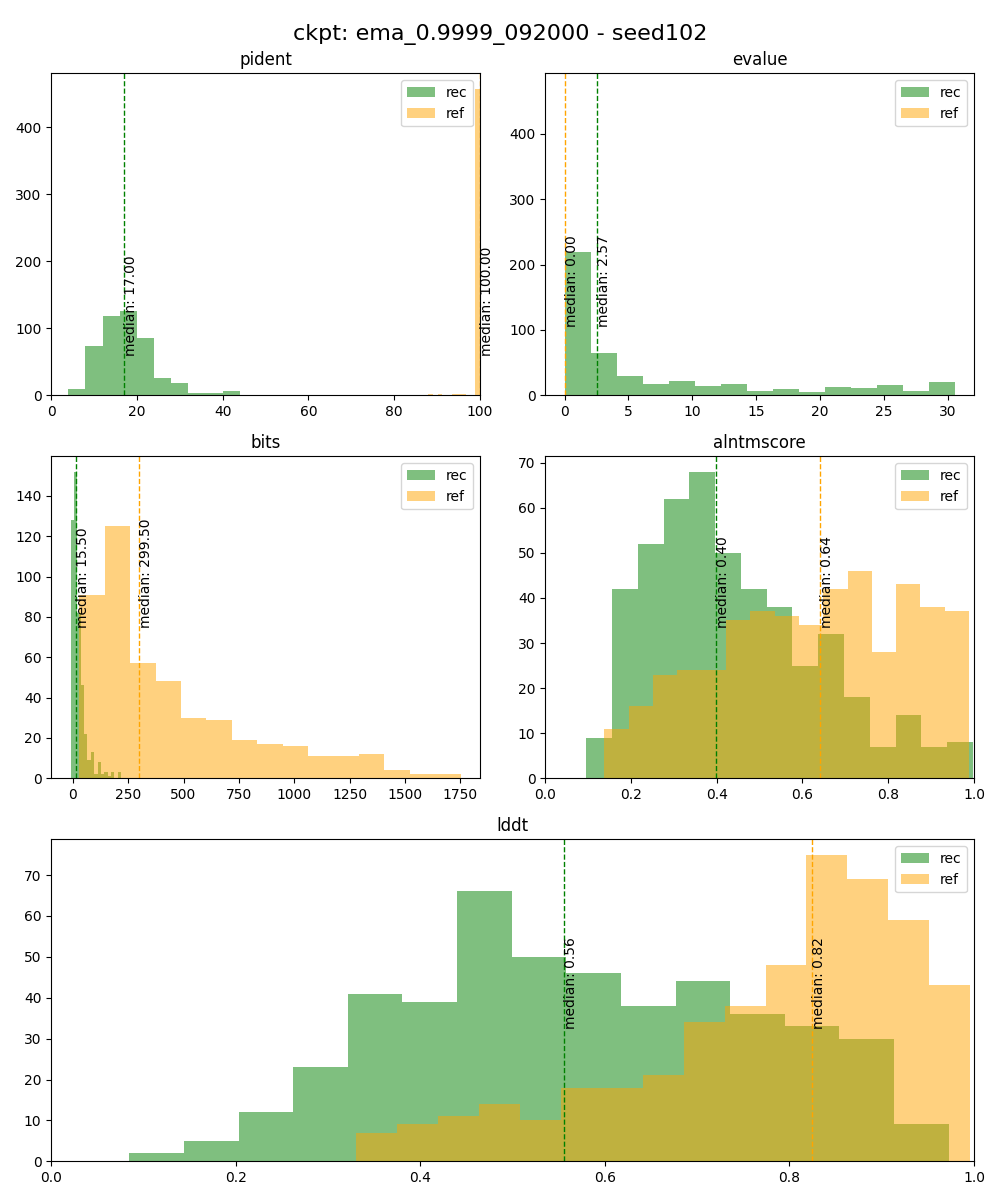 ckpt: ema_0.9999_092000 - seed102
pident
rec
ref
median: 17.00
median: 100.00
0
100
200
300
400
0
20
40
60
80
100
evalue
rec
ref
median: 0.00
median: 2.57
0
100
200
300
400
0
5
10
15
20
25
30
bits
rec
ref
median: 15.50
median: 299.50
0
20
40
60
80
100
120
140
0
250
500
750
1000
1250
1500
1750
alntmscore
rec
ref
median: 0.40
median: 0.64
0
10
20
30
40
50
60
70
0.0
0.2
0.4
0.6
0.8
1.0
lddt
rec
ref
median: 0.56
median: 0.82
0
10
20
30
40
50
60
70
0.0
0.2
0.4
0.6
0.8
1.0